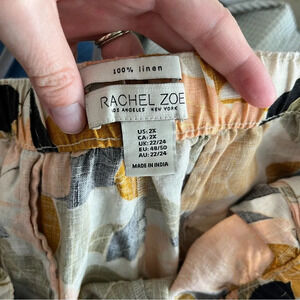 100% linen
RACHEL ZOE
LOS ANGELES NEW YORK
US: 2X
CA: 2X
UK: 22/24
EU: 48/50
AU: 22/24
MADE IN INDIA